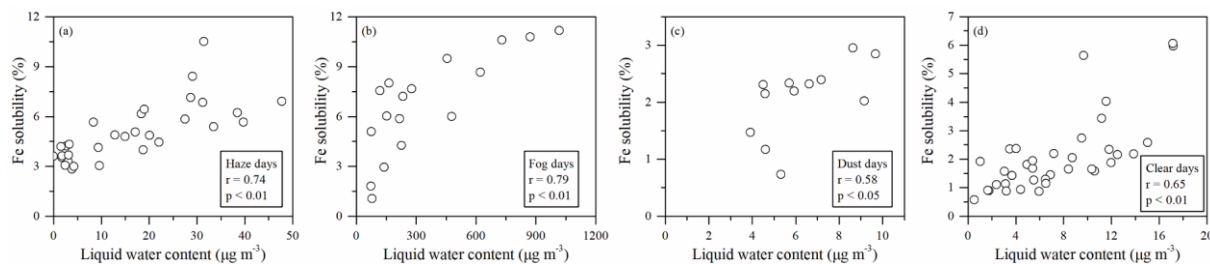 (a)
Fe solubility (%)
12
9
6
3
0
Haze days
r = 0.74
p < 0.01
0 10 20 30 40 50
Liquid water content (μg m⁻³)
(b)
Fe solubility (%)
12
9
6
3
0
Fog days
r = 0.79
p < 0.01
0 300 600 900 1200
Liquid water content (μg m⁻³)
(c)
Fe solubility (%)
3
2
1
0
Dust days
r = 0.58
p < 0.05
0 2 4 6 8 10
Liquid water content (μg m⁻³)
(d)
Fe solubility (%)
7
6
5
4
3
2
1
0
Clear days
r = 0.65
p < 0.01
0 4 8 12 16 20
Liquid water content (μg m⁻³)